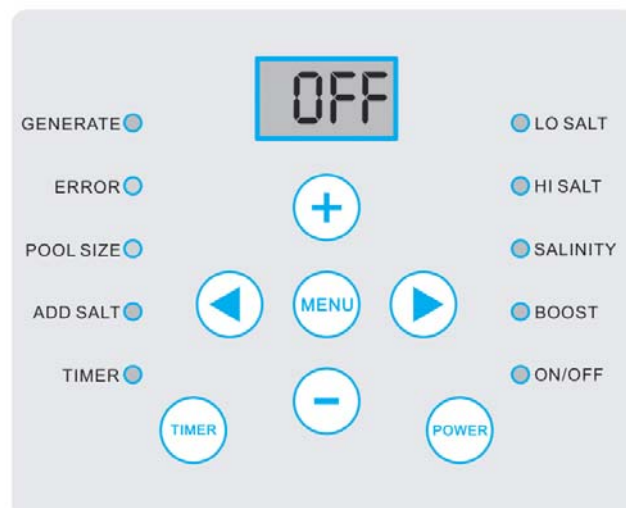 OFF
GENERATE
LO SALT
ERROR
HI SALT
POOL SIZE
SALINITY
MENU
ADD SALT
BOOST
TIMER
ON/OFF
TIMER
POWER